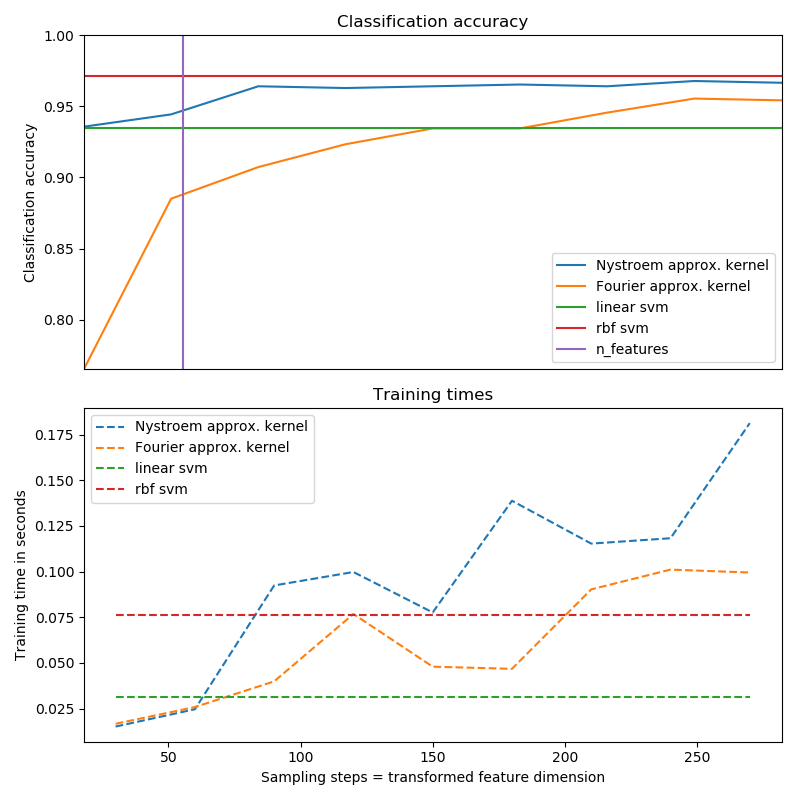 Classification accuracy
1.00
0.95
0.90
0.85
0.80
Classification accuracy
Nystroem approx. kernel
Fourier approx. kernel
linear svm
rbf svm
n_features
Training times
0.175
0.150
0.125
0.100
0.075
0.050
0.025
Training time in seconds
Nystroem approx. kernel
Fourier approx. kernel
linear svm
rbf svm
50
100
150
200
250
Sampling steps = transformed feature dimension